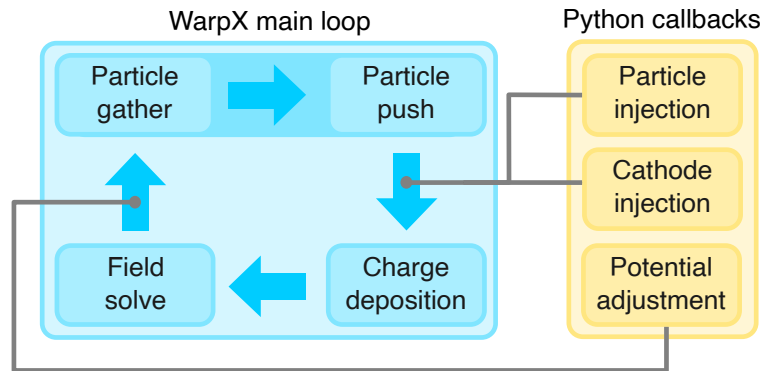 WarpX main loop
Particle
gather
Particle
push
Field
solve
Charge
deposition
Python callbacks
Particle
injection
Cathode
injection
Potential
adjustment